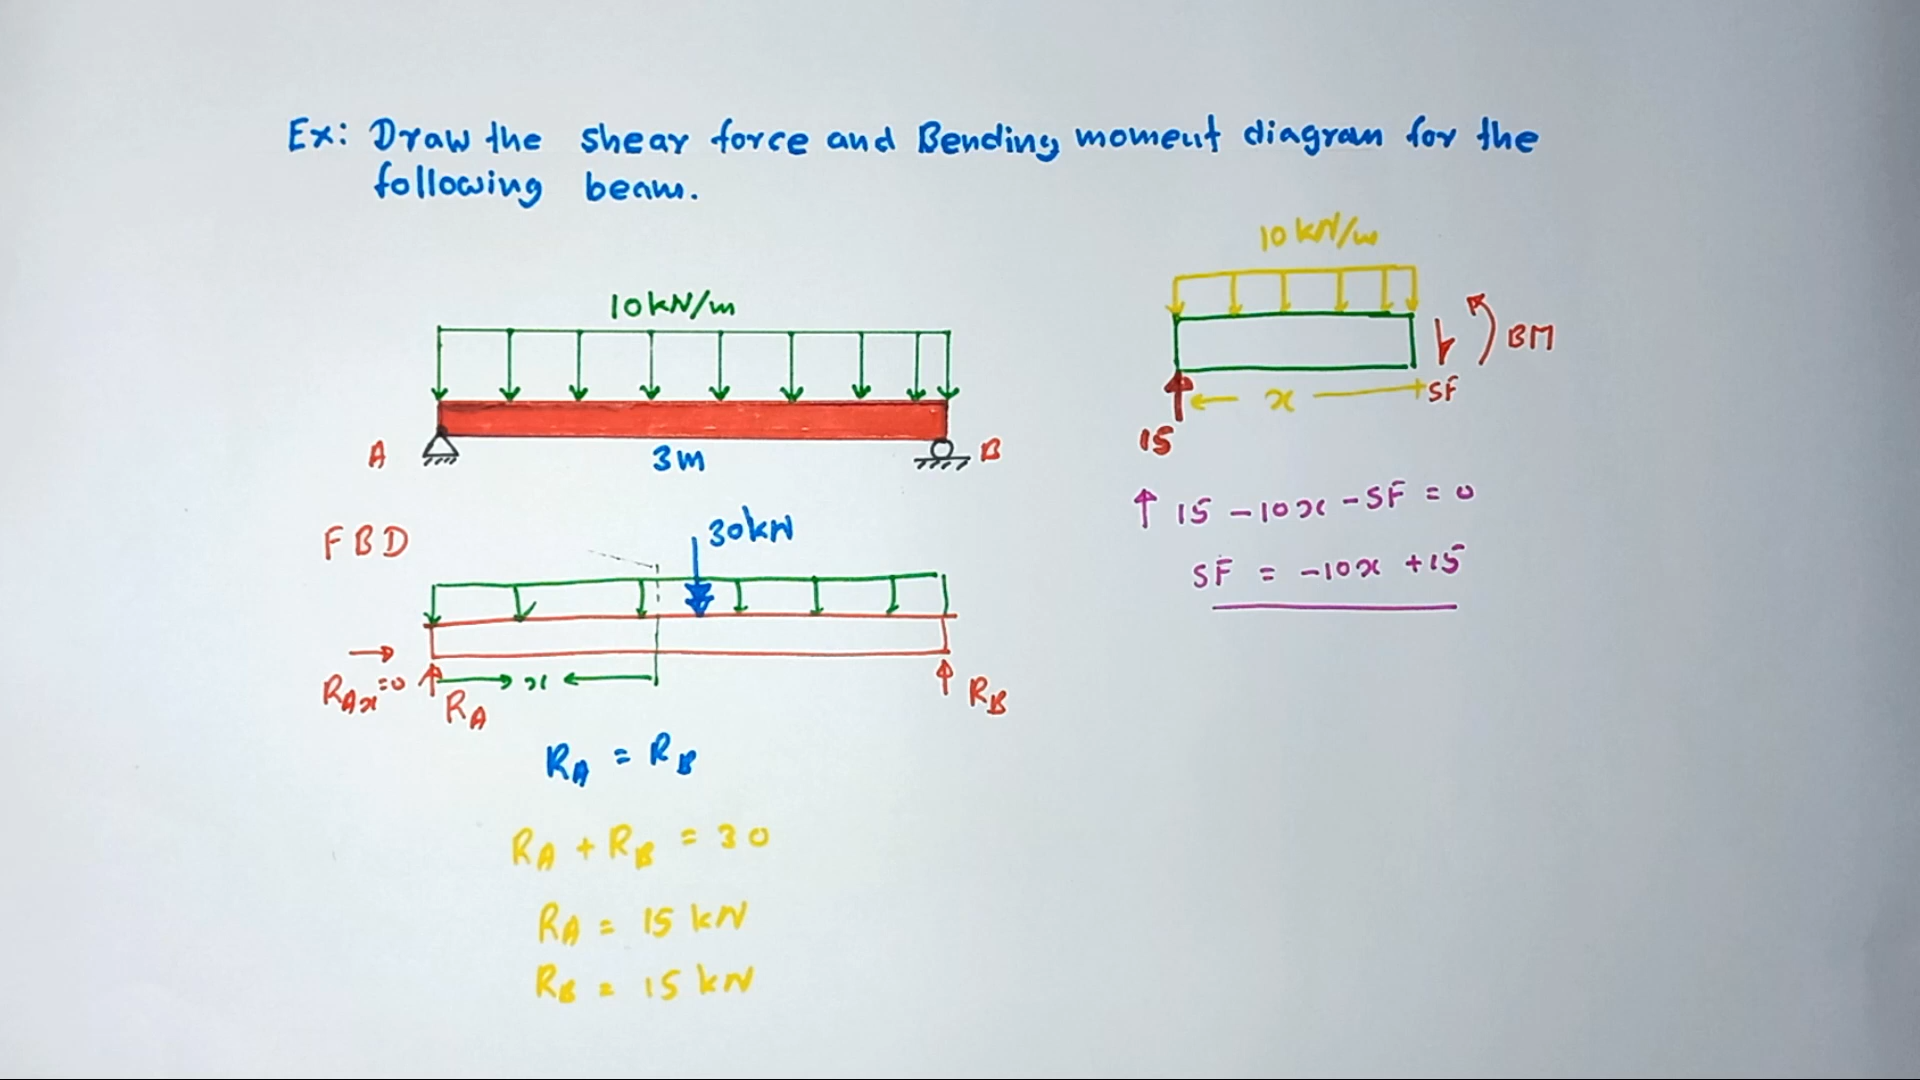 Ex: Draw the shear force and Bending moment diagram for the
following beam.
10 kN/m
A
3m
B
FBD
30kN
x
RAx=0
RA
RB
RA = RB
RA + RB = 30
RA = 15 kN
RB = 15 kN
10 kN/m
BM
SF
x
15
↑ 15 - 10x - SF = 0
SF = -10x + 15